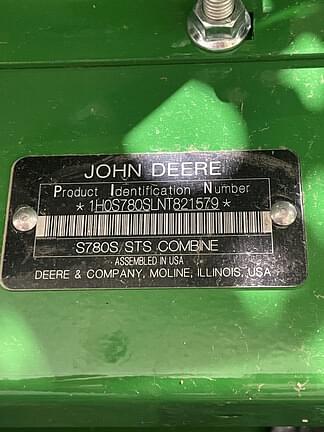 JOHN DEERE
Product Identification Number
* 1H0S780SLNT821579 *
S780S STS COMBINE
ASSEMBLED IN USA
DEERE & COMPANY, MOLINE, ILLINOIS, USA